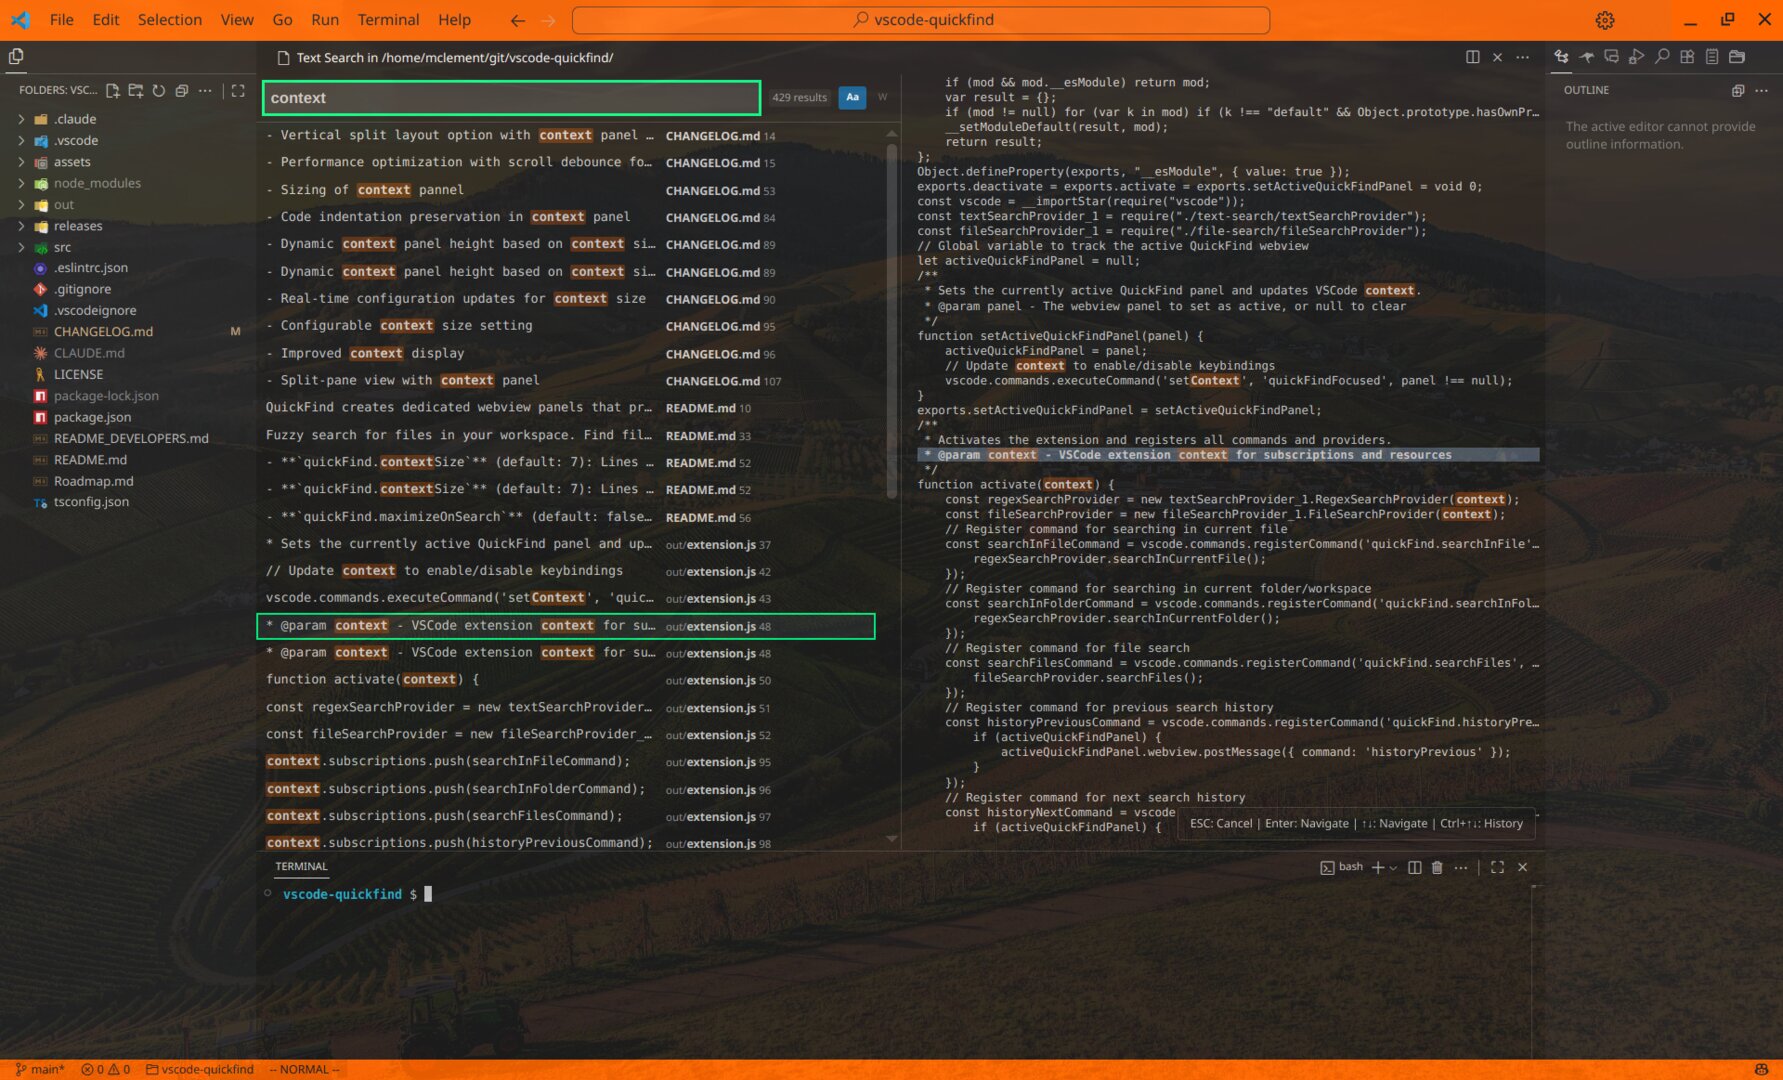 File Edit Selection View Go Run Terminal Help
vscode-quickfind
Text Search in /home/mclement/git/vscode-quickfind/
FOLDERS: VSC...
.claude
.vscode
assets
node_modules
out
releases
src
.eslintrc.json
.gitignore
.vscodeignore
CHANGELOG.md M
CLAUDE.md
LICENSE
package-lock.json
package.json
README_DEVELOPERS.md
README.md
Roadmap.md
tsconfig.json
context
429 results Aa W
- Vertical split layout option with context panel … CHANGELOG.md 14
- Performance optimization with scroll debounce fo… CHANGELOG.md 15
- Sizing of context pannel CHANGELOG.md 53
- Code indentation preservation in context panel CHANGELOG.md 84
- Dynamic context panel height based on context si… CHANGELOG.md 89
- Dynamic context panel height based on context si… CHANGELOG.md 89
- Real-time configuration updates for context size CHANGELOG.md 90
- Configurable context size setting CHANGELOG.md 95
- Improved context display CHANGELOG.md 96
- Split-pane view with context panel CHANGELOG.md 107
QuickFind creates dedicated webview panels that pr… README.md 10
Fuzzy search for files in your workspace. Find fil… README.md 33
- **`quickFind.contextSize`** (default: 7): Lines … README.md 52
- **`quickFind.contextSize`** (default: 7): Lines … README.md 52
- **`quickFind.maximizeOnSearch`** (default: false… README.md 56
* Sets the currently active QuickFind panel and up… out/extension.js 37
// Update context to enable/disable keybindings out/extension.js 42
vscode.commands.executeCommand('setContext', 'quic… out/extension.js 43
* @param context - VSCode extension context for su… out/extension.js 48
* @param context - VSCode extension context for su… out/extension.js 48
function activate(context) { out/extension.js 50
const regexSearchProvider = new textSearchProvider… out/extension.js 51
const fileSearchProvider = new fileSearchProvider_… out/extension.js 52
context.subscriptions.push(searchInFileCommand); out/extension.js 95
context.subscriptions.push(searchInFolderCommand); out/extension.js 96
context.subscriptions.push(searchFilesCommand); out/extension.js 97
context.subscriptions.push(historyPreviousCommand); out/extension.js 98
if (mod && mod.__esModule) return mod;
var result = {};
if (mod != null) for (var k in mod) if (k !== "default" && Object.prototype.hasOwnPr…
__setModuleDefault(result, mod);
return result;
};
Object.defineProperty(exports, "__esModule", { value: true });
exports.deactivate = exports.activate = exports.setActiveQuickFindPanel = void 0;
const vscode = __importStar(require("vscode"));
const textSearchProvider_1 = require("./text-search/textSearchProvider");
const fileSearchProvider_1 = require("./file-search/fileSearchProvider");
// Global variable to track the active QuickFind webview
let activeQuickFindPanel = null;
/**
* Sets the currently active QuickFind panel and updates VSCode context.
* @param panel - The webview panel to set as active, or null to clear
*/
function setActiveQuickFindPanel(panel) {
activeQuickFindPanel = panel;
// Update context to enable/disable keybindings
vscode.commands.executeCommand('setContext', 'quickFindFocused', panel !== null);
}
exports.setActiveQuickFindPanel = setActiveQuickFindPanel;
/**
* Activates the extension and registers all commands and providers.
* @param context - VSCode extension context for subscriptions and resources
*/
function activate(context) {
const regexSearchProvider = new textSearchProvider_1.RegexSearchProvider(context);
const fileSearchProvider = new fileSearchProvider_1.FileSearchProvider(context);
// Register command for searching in current file
const searchInFileCommand = vscode.commands.registerCommand('quickFind.searchInFile'…
regexSearchProvider.searchInCurrentFile();
});
// Register command for searching in current folder/workspace
const searchInFolderCommand = vscode.commands.registerCommand('quickFind.searchInFol…
regexSearchProvider.searchInCurrentFolder();
});
// Register command for file search
const searchFilesCommand = vscode.commands.registerCommand('quickFind.searchFiles', …
fileSearchProvider.searchFiles();
});
// Register command for previous search history
const historyPreviousCommand = vscode.commands.registerCommand('quickFind.historyPre…
if (activeQuickFindPanel) {
activeQuickFindPanel.webview.postMessage({ command: 'historyPrevious' });
}
});
// Register command for next search history
const historyNextCommand = vscode
if (activeQuickFindPanel) {
ESC: Cancel | Enter: Navigate | ↑↓: Navigate | Ctrl+↑↓: History
OUTLINE
The active editor cannot provide
outline information.
TERMINAL
bash
vscode-quickfind $
main* 0 0 vscode-quickfind -- NORMAL --